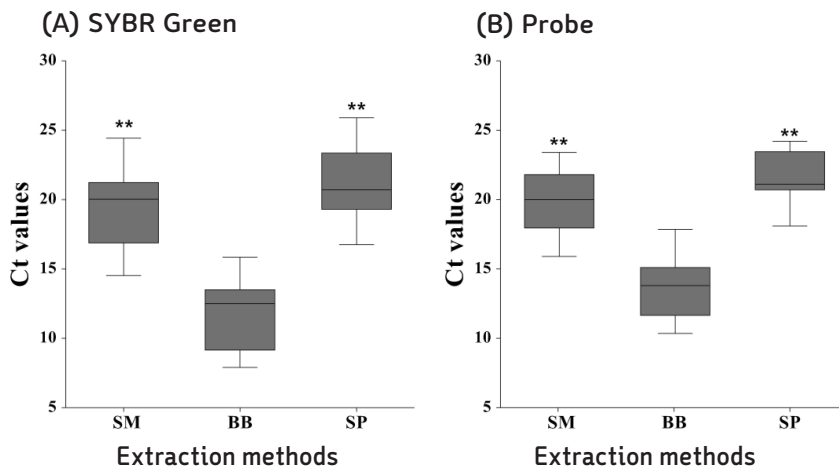 (A) SYBR Green
30
25
20
15
10
5
Ct values
**
**
SM
BB
SP
Extraction methods
(B) Probe
30
25
20
15
10
5
Ct values
**
**
SM
BB
SP
Extraction methods